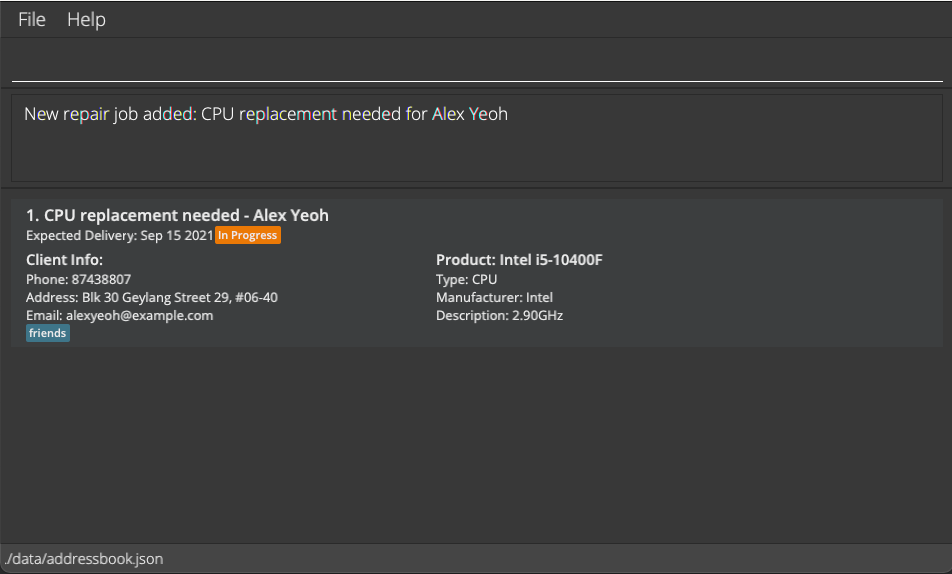 File Help
New repair job added: CPU replacement needed for Alex Yeoh
1. CPU replacement needed - Alex Yeoh
Expected Delivery: Sep 15 2021 In Progress
Client Info:
Phone: 87438807
Address: Blk 30 Geylang Street 29, #06-40
Email: alexyeoh@example.com
friends
Product: Intel i5-10400F
Type: CPU
Manufacturer: Intel
Description: 2.90GHz
./data/addressbook.json